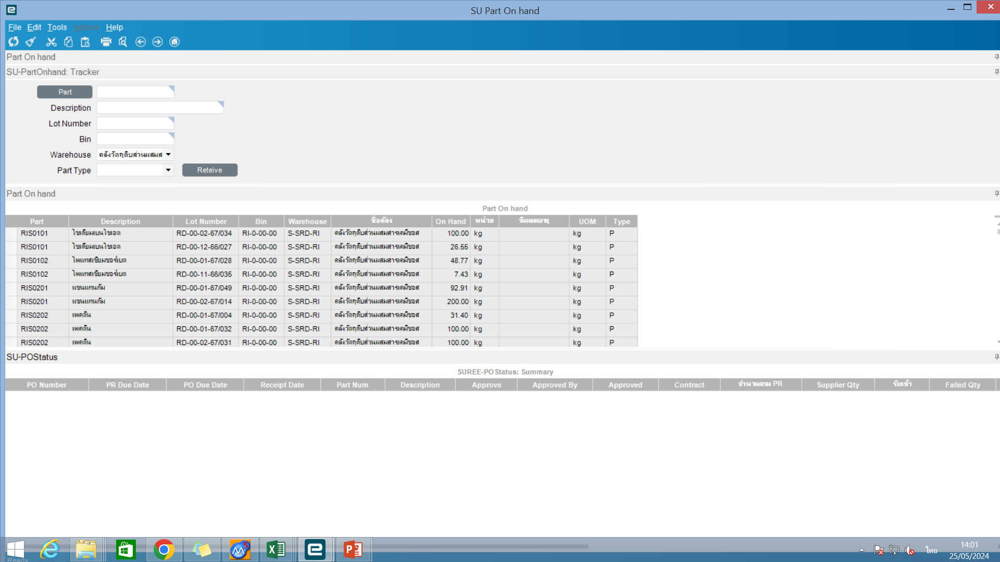 SU Part On hand
File Edit Tools Actions Help
Part On hand
SU-PartOnhand: Tracker
Part
Description
Lot Number
Bin
Warehouse คลังวัตถุดิบส่วนผสมส
Part Type Reteive
Part On hand
Part On hand
Part Description Lot Number Bin Warehouse ชื่อคลัง On Hand หน่วย วันหมดอายุ UOM Type
RIS0101 โซเดียมเบนโซเอต RD-00-02-67/034 RI-0-00-00 S-SRD-RI คลังวัตถุดิบส่วนผสมสารเคมีซอส 100.00 kg kg P
RIS0101 โซเดียมเบนโซเอต RD-00-12-66/027 RI-0-00-00 S-SRD-RI คลังวัตถุดิบส่วนผสมสารเคมีซอส 26.55 kg kg P
RIS0102 โพแทสเซียมซอร์เบต RD-00-01-67/028 RI-0-00-00 S-SRD-RI คลังวัตถุดิบส่วนผสมสารเคมีซอส 48.77 kg kg P
RIS0102 โพแทสเซียมซอร์เบต RD-00-11-66/035 RI-0-00-00 S-SRD-RI คลังวัตถุดิบส่วนผสมสารเคมีซอส 7.43 kg kg P
RIS0201 แซนแทนกัม RD-00-01-67/049 RI-0-00-00 S-SRD-RI คลังวัตถุดิบส่วนผสมสารเคมีซอส 92.91 kg kg P
RIS0201 แซนแทนกัม RD-00-02-67/014 RI-0-00-00 S-SRD-RI คลังวัตถุดิบส่วนผสมสารเคมีซอส 200.00 kg kg P
RIS0202 เพคติน RD-00-01-67/004 RI-0-00-00 S-SRD-RI คลังวัตถุดิบส่วนผสมสารเคมีซอส 31.40 kg kg P
RIS0202 เพคติน RD-00-01-67/032 RI-0-00-00 S-SRD-RI คลังวัตถุดิบส่วนผสมสารเคมีซอส 100.00 kg kg P
RIS0202 เพคติน RD-00-02-67/031 RI-0-00-00 S-SRD-RI คลังวัตถุดิบส่วนผสมสารเคมีซอส 100.00 kg kg P
SU-POStatus
SUREE-POStatus: Summary
PO Number PR Due Date PO Due Date Receipt Date Part Num Description Approve Approved By Approved Contract จำนวนตาม PR Supplier Qty รับเข้า Failed Qty
Ready
ไทย
14:01
25/05/2024